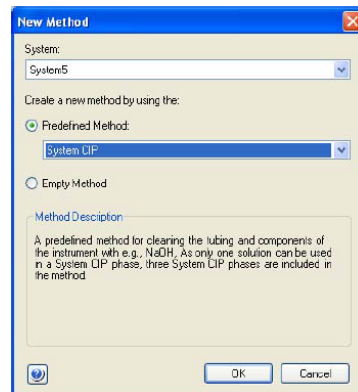 New Method
System:
System5
Create a new method by using the:
Predefined Method:
System CIP
Empty Method
Method Description
A predefined method for cleaning the tubing and components of
the instrument with e.g., NaOH, As only one solution can be used
in a System CIP phase, three System CIP phases are included in
the method
OK
Cancel